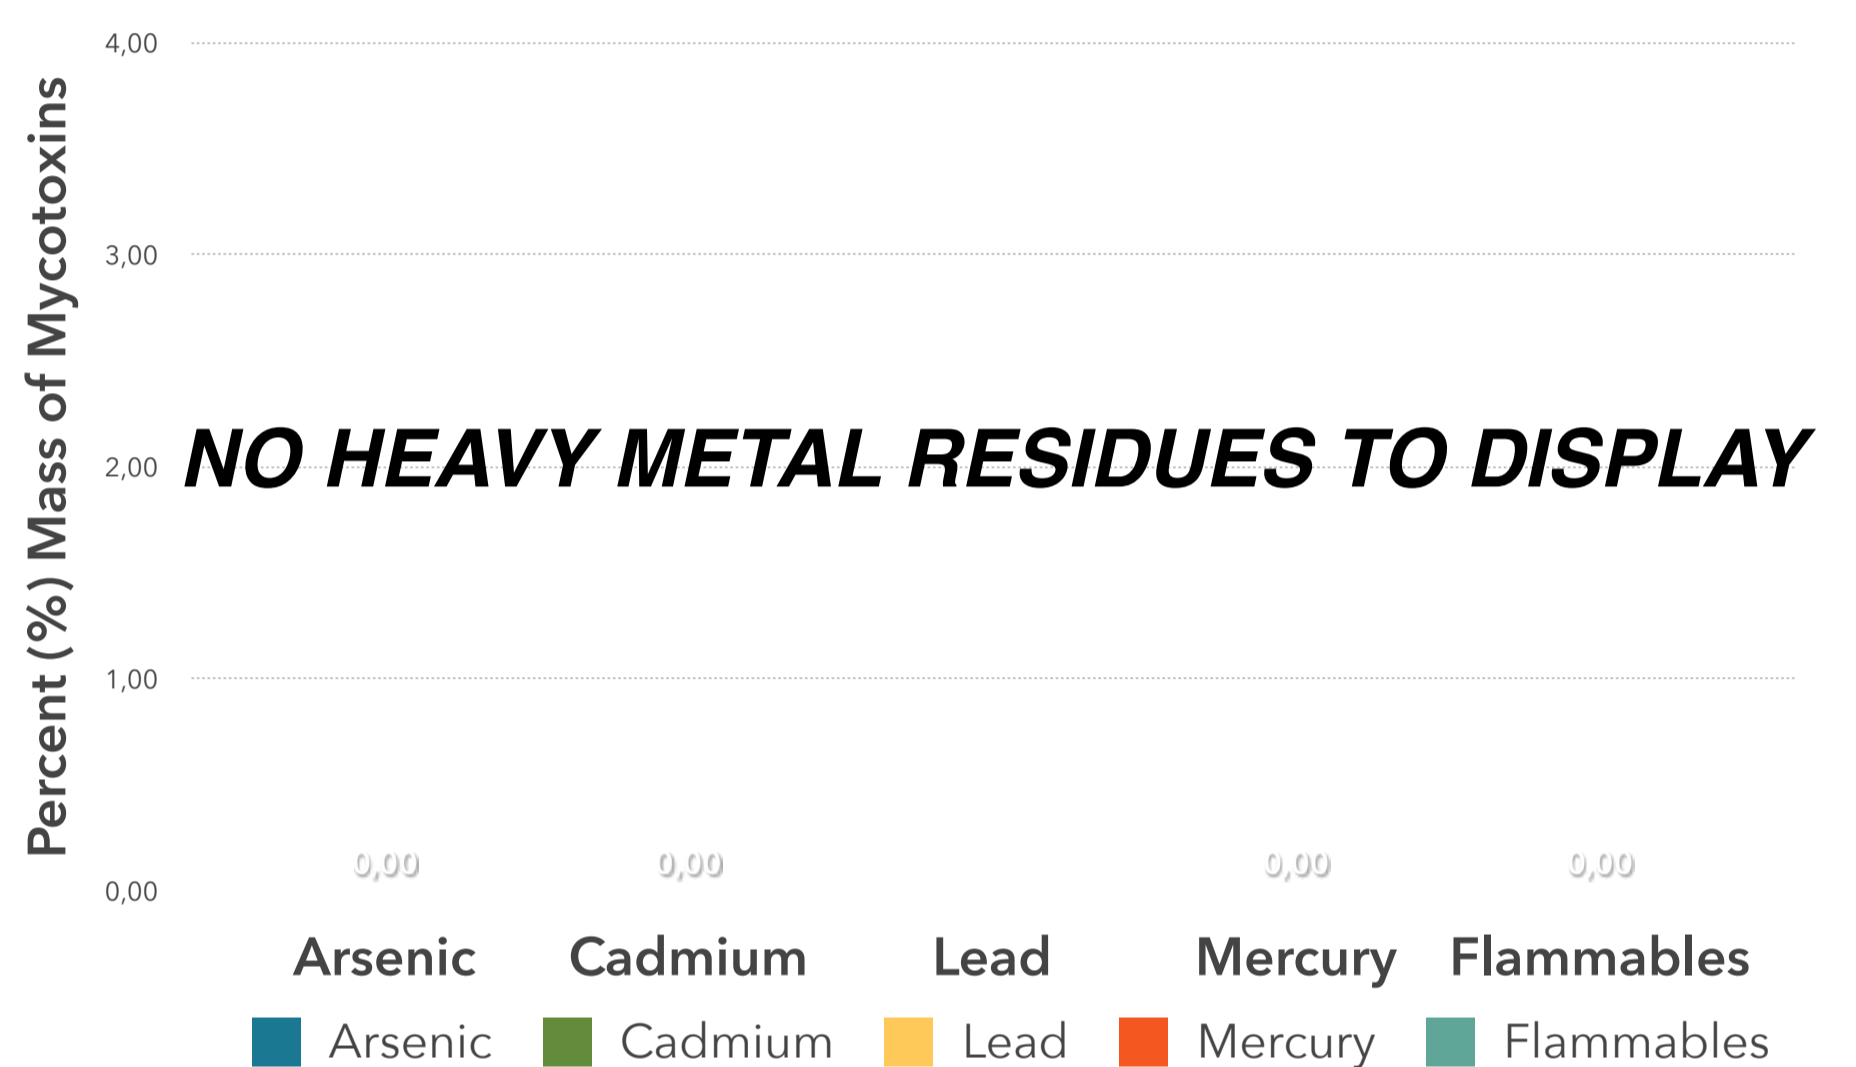 Percent (%) Mass of Mycotoxins
4,00
3,00
2,00
NO HEAVY METAL RESIDUES TO DISPLAY
1,00
0,00 0,00 0,00 0,00
0,00
Arsenic Cadmium Lead Mercury Flammables
Arsenic Cadmium Lead Mercury Flammables